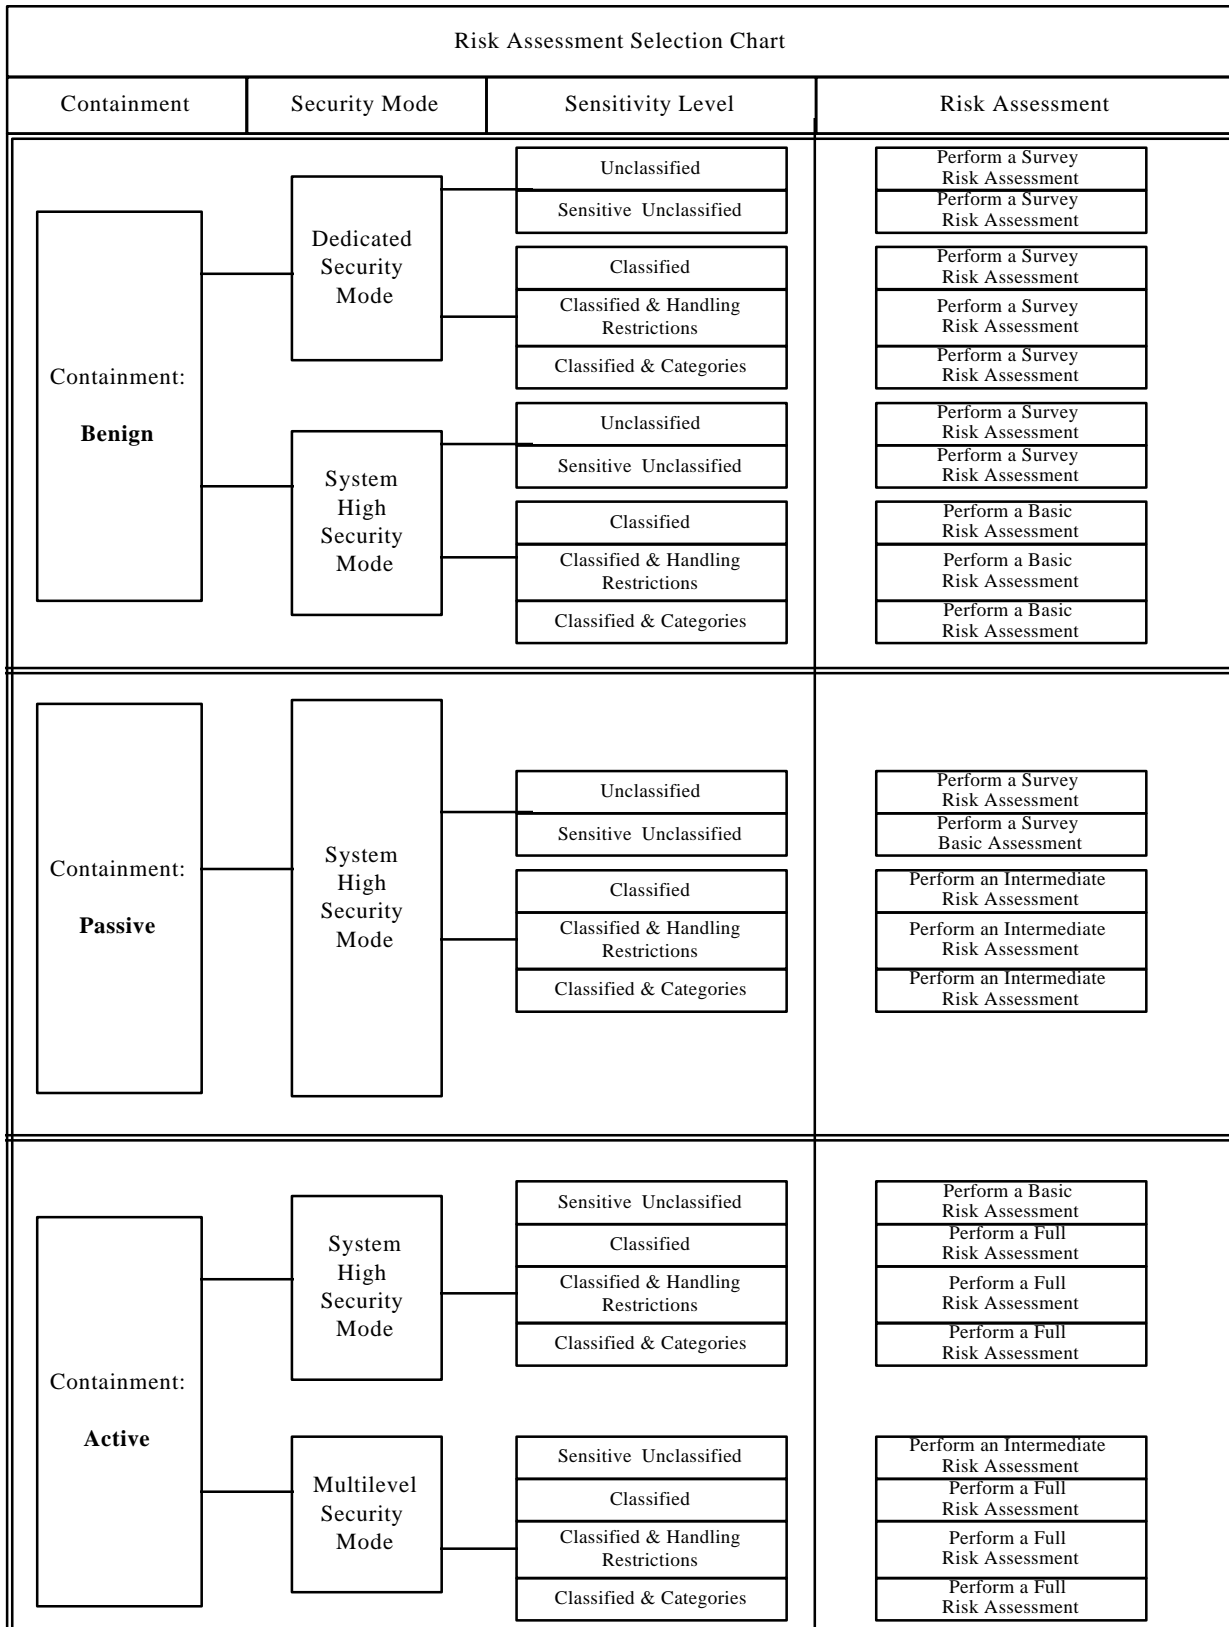 Risk Assessment Selection Chart
Containment
Security Mode
Sensitivity Level
Risk Assessment
Containment:
Benign
Dedicated
Security
Mode
Unclassified
Perform a Survey
Risk Assessment
Sensitive Unclassified
Perform a Survey
Risk Assessment
Classified
Perform a Survey
Risk Assessment
Classified & Handling
Restrictions
Perform a Survey
Risk Assessment
Classified & Categories
Perform a Survey
Risk Assessment
System
High
Security
Mode
Unclassified
Perform a Survey
Risk Assessment
Sensitive Unclassified
Perform a Survey
Risk Assessment
Classified
Perform a Basic
Risk Assessment
Classified & Handling
Restrictions
Perform a Basic
Risk Assessment
Classified & Categories
Perform a Basic
Risk Assessment
Containment:
Passive
System
High
Security
Mode
Unclassified
Perform a Survey
Risk Assessment
Sensitive Unclassified
Perform a Survey
Basic Assessment
Classified
Perform an Intermediate
Risk Assessment
Classified & Handling
Restrictions
Perform an Intermediate
Risk Assessment
Classified & Categories
Perform an Intermediate
Risk Assessment
Containment:
Active
System
High
Security
Mode
Sensitive Unclassified
Perform a Basic
Risk Assessment
Classified
Perform a Full
Risk Assessment
Classified & Handling
Restrictions
Perform a Full
Risk Assessment
Classified & Categories
Perform a Full
Risk Assessment
Multilevel
Security
Mode
Sensitive Unclassified
Perform an Intermediate
Risk Assessment
Classified
Perform a Full
Risk Assessment
Classified & Handling
Restrictions
Perform a Full
Risk Assessment
Classified & Categories
Perform a Full
Risk Assessment